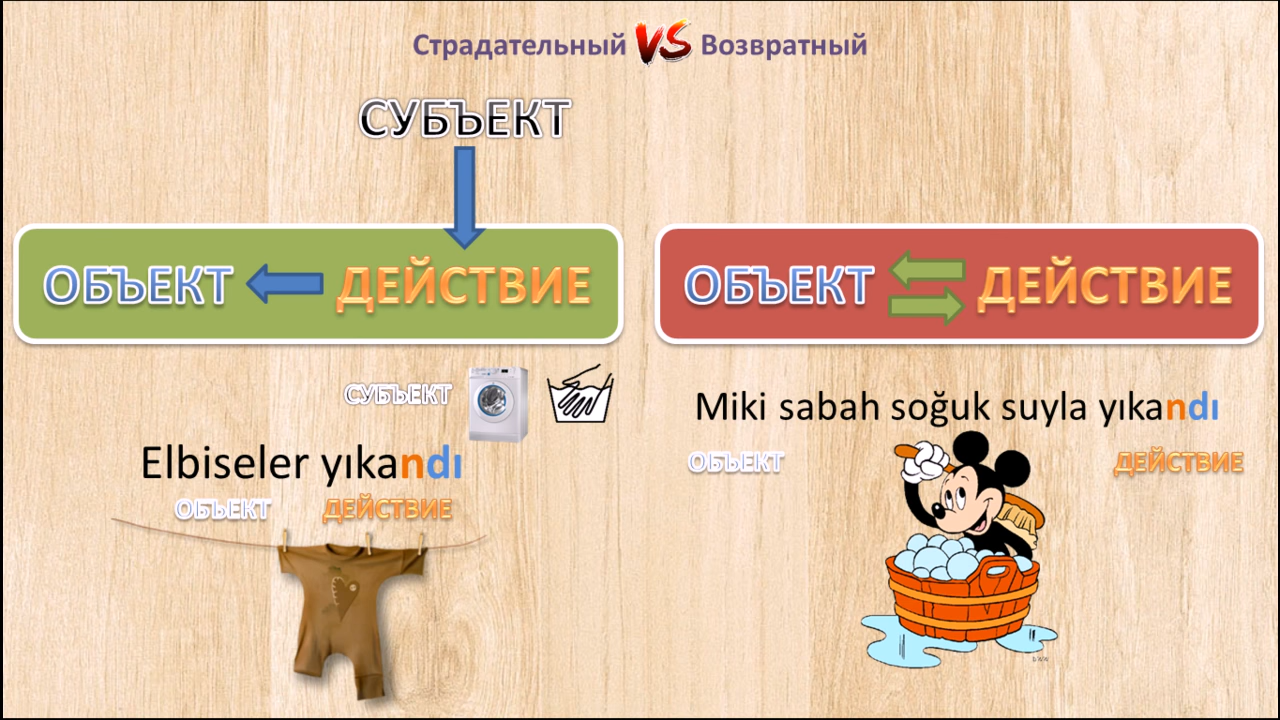 Страдательный VS Возвратный
СУБЪЕКТ
ОБЪЕКТ ДЕЙСТВИЕ
СУБЪЕКТ
Elbiseler yıkandı
ОБЪЕКТ ДЕЙСТВИЕ
ОБЪЕКТ ДЕЙСТВИЕ
Miki sabah soğuk suyla yıkandı
ОБЪЕКТ ДЕЙСТВИЕ